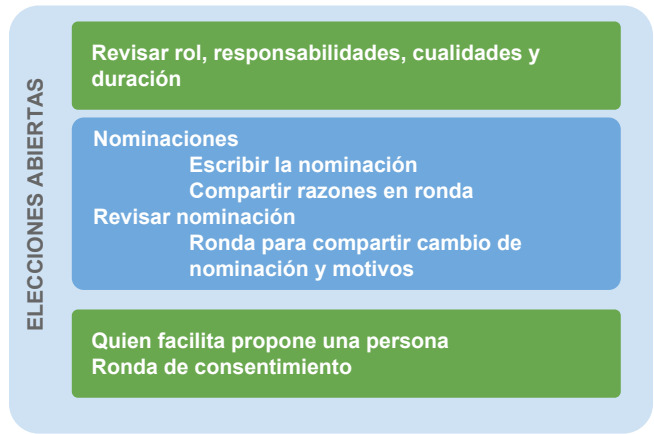 ELECCIONES ABIERTAS
Revisar rol, responsabilidades, cualidades y
duración
Nominaciones
Escribir la nominación
Compartir razones en ronda
Revisar nominación
Ronda para compartir cambio de
nominación y motivos
Quien facilita propone una persona
Ronda de consentimiento